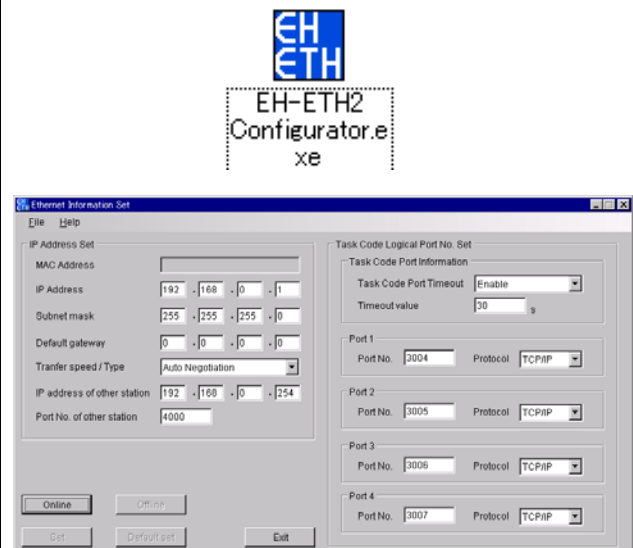 EH
ETH
EH-ETH2
Configurator.e
xe
EH ETH Ethernet Information Set
File Help
IP Address Set
MAC Address
IP Address 192 . 168 . 0 . 1
Subnet mask 255 . 255 . 255 . 0
Default gateway 0 . 0 . 0 . 0
Tranfer speed / Type Auto Negotiation
IP address of other station 192 . 168 . 0 . 254
Port No. of other station 4000
Online Offline
Set Default set Exit
Task Code Logical Port No. Set
Task Code Port Information
Task Code Port Timeout Enable
Timeout value 30 s
Port 1
Port No. 3004 Protocol TCP/IP
Port 2
Port No. 3005 Protocol TCP/IP
Port 3
Port No. 3006 Protocol TCP/IP
Port 4
Port No. 3007 Protocol TCP/IP